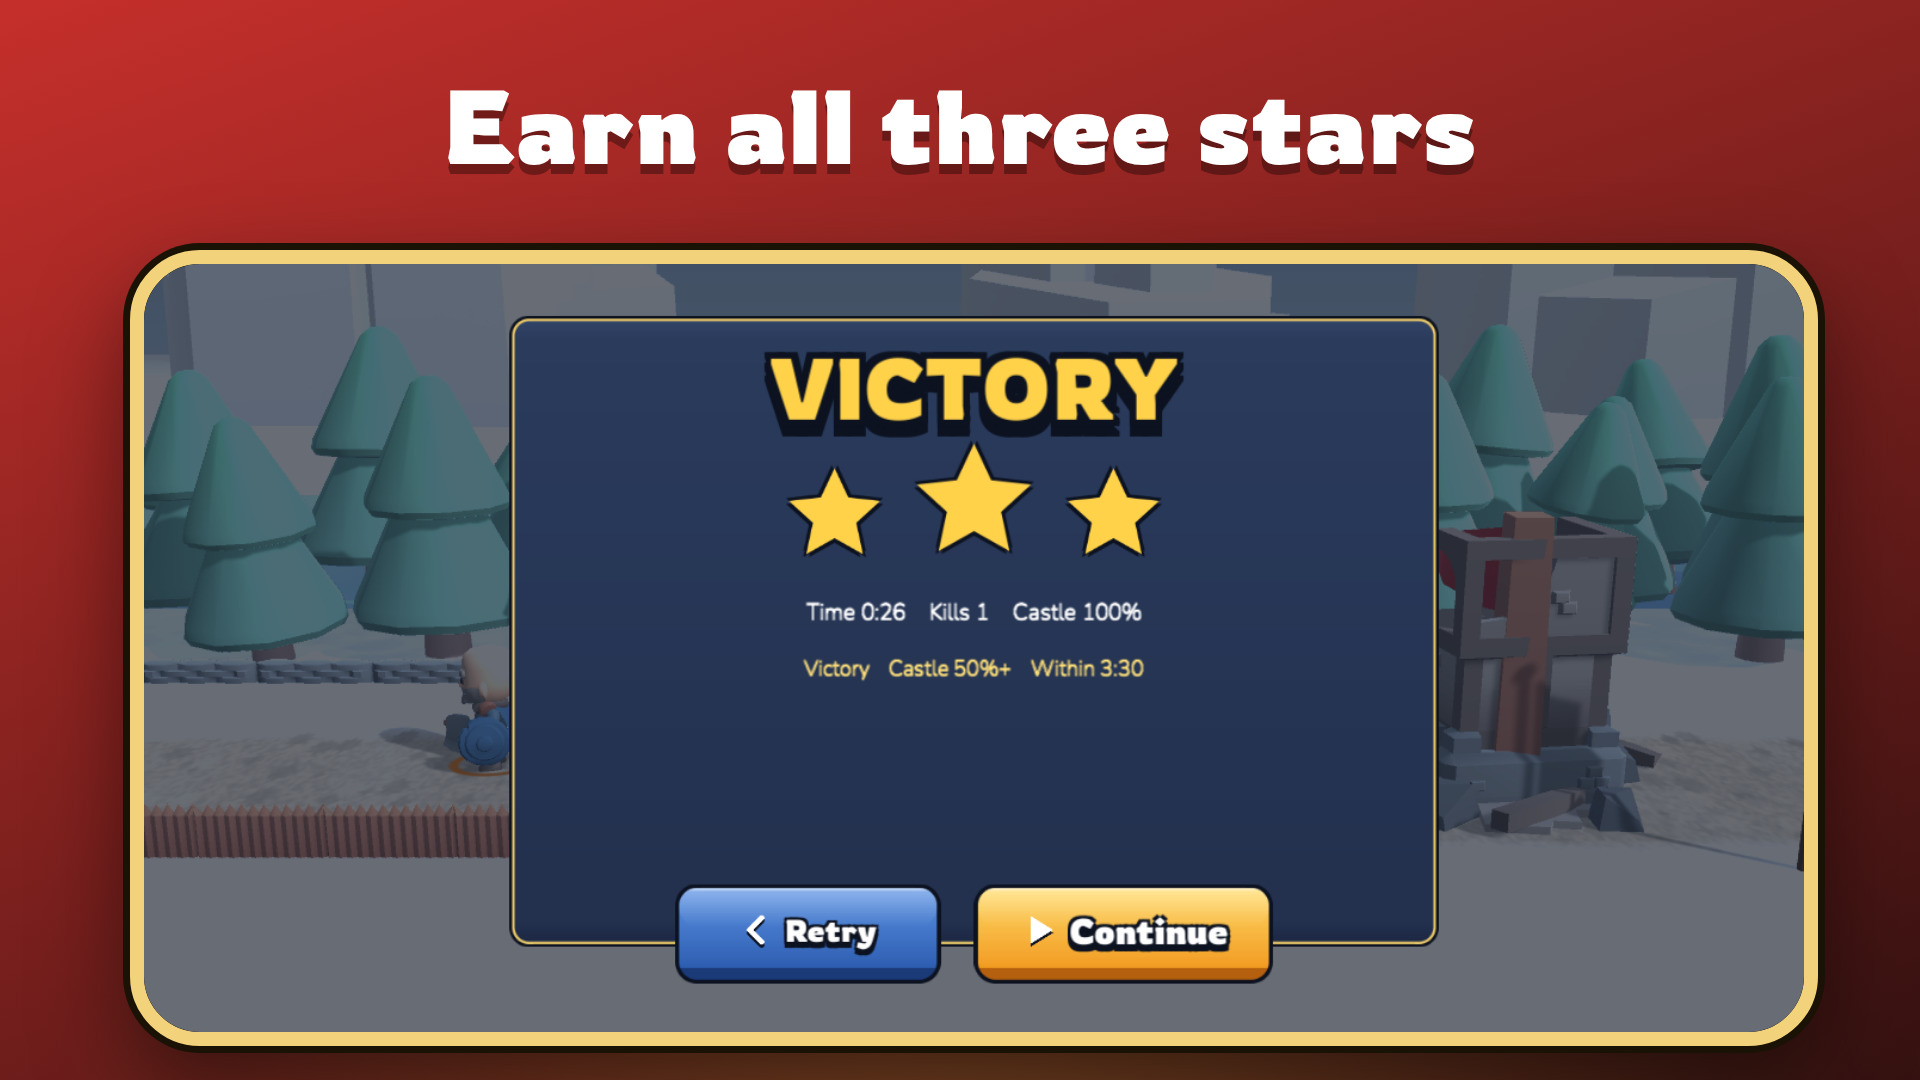 Earn all three stars
VICTORY
Time 0:26 Kills 1 Castle 100%
Victory Castle 50%+ Within 3:30
Retry Continue